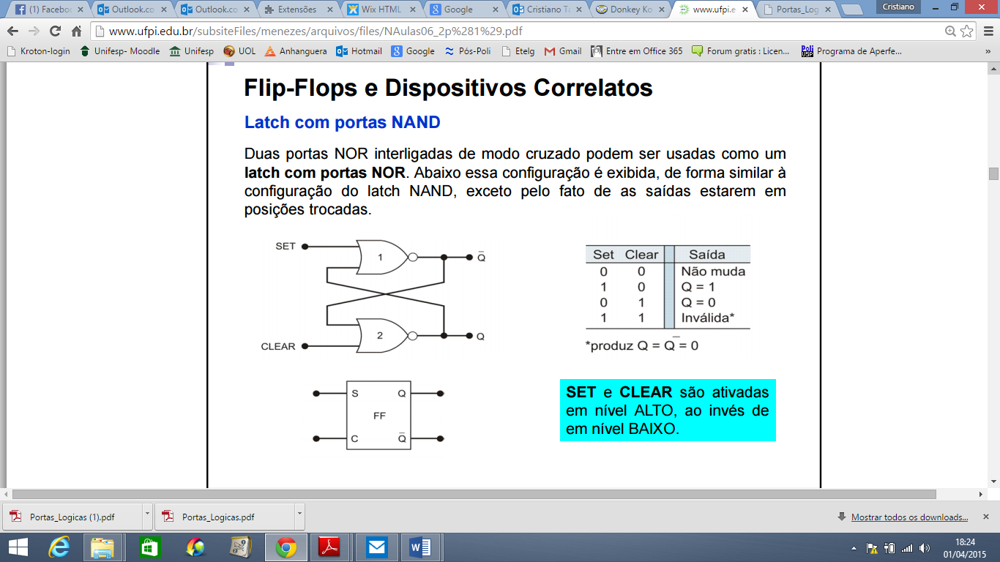 (1) Faceboo
Outlook.co
Outlook.co
Extensões
Wix HTML
Google
Cristiano Ta
Donkey Ko
www.ufpi.e
Portas_Log
Cristiano
www.ufpi.edu.br/subsiteFiles/menezes/arquivos/files/NAulas06_2p%281%29.pdf
Kroton-login
Unifesp- Moodle
Unifesp
UOL
Anhanguera
Hotmail
Google
Pós-Poli
Etelg
Gmail
Entre em Office 365
Forum gratis : Licen...
Programa de Aperfe...
»
Flip-Flops e Dispositivos Correlatos
Latch com portas NAND
Duas portas NOR interligadas de modo cruzado podem ser usadas como um
latch com portas NOR. Abaixo essa configuração é exibida, de forma similar à
configuração do latch NAND, exceto pelo fato de as saídas estarem em
posições trocadas.
SET
1
Q̅
2
Q
CLEAR
Set Clear Saída
0 0 Não muda
1 0 Q = 1
0 1 Q = 0
1 1 Inválida*
*produz Q = Q̅ = 0
S Q
FF
C Q̅
SET e CLEAR são ativadas
em nível ALTO, ao invés de
em nível BAIXO.
Portas_Logicas (1).pdf
Portas_Logicas.pdf
Mostrar todos os downloads...
18:24
01/04/2015